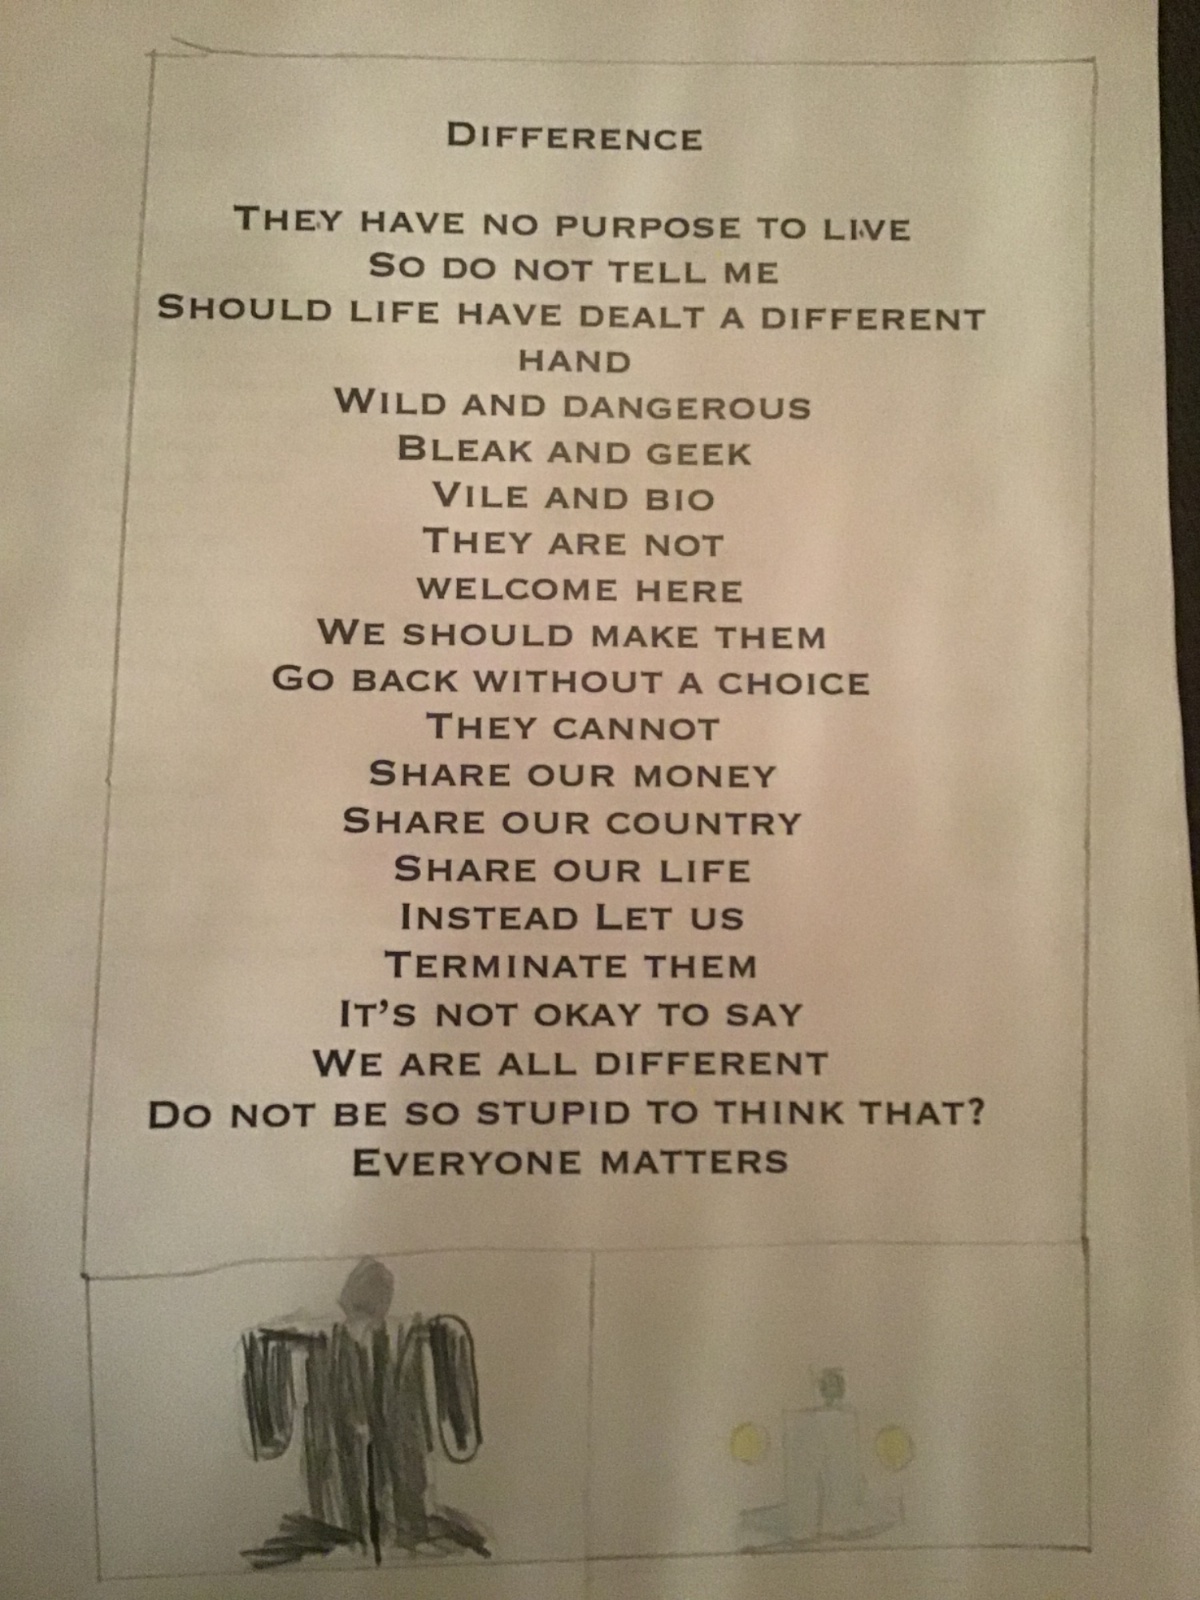 DIFFERENCE
THEY HAVE NO PURPOSE TO LIVE
SO DO NOT TELL ME
SHOULD LIFE HAVE DEALT A DIFFERENT
HAND
WILD AND DANGEROUS
BLEAK AND GEEK
VILE AND BIO
THEY ARE NOT
WELCOME HERE
WE SHOULD MAKE THEM
GO BACK WITHOUT A CHOICE
THEY CANNOT
SHARE OUR MONEY
SHARE OUR COUNTRY
SHARE OUR LIFE
INSTEAD LET US
TERMINATE THEM
IT'S NOT OKAY TO SAY
WE ARE ALL DIFFERENT
DO NOT BE SO STUPID TO THINK THAT?
EVERYONE MATTERS